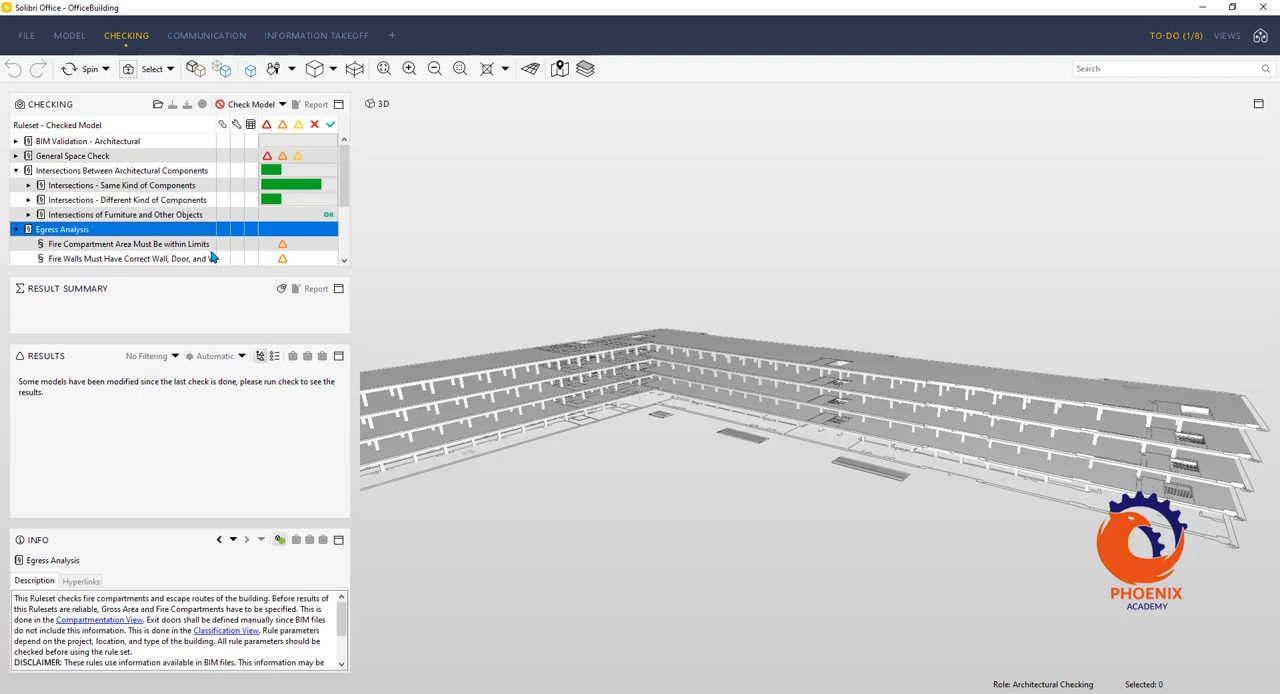 Solibri Office - OfficeBuilding
FILE MODEL CHECKING COMMUNICATION INFORMATION TAKEOFF +
TO-DO (1/8) VIEWS
Spin Select
Search
CHECKING
Check Model Report
3D
Ruleset - Checked Model
BIM Validation - Architectural
General Space Check
Intersections Between Architectural Components
Intersections - Same Kind of Components
Intersections - Different Kind of Components
Intersections of Furniture and Other Objects OK
Egress Analysis
§ Fire Compartment Area Must Be within Limits
§ Fire Walls Must Have Correct Wall, Door, and
RESULT SUMMARY Report
RESULTS No Filtering Automatic
Some models have been modified since the last check is done, please run check to see the
results.
INFO
Egress Analysis
Description Hyperlinks
This Ruleset checks fire compartments and escape routes of the building. Before results
of this Rulesets are reliable, Gross Area and Fire Compartments have to be specified. This is
done in the Compartmentation View. Exit doors shall be defined manually since BIM files
do not include this information. This is done in the Classification View. Rule parameters
depend on the project, location, and type of the building. All rule parameters should be
checked before using the rule set.
DISCLAIMER: These rules use information available in BIM files. This information may be
PHOENIX
ACADEMY
Role: Architectural Checking Selected: 0